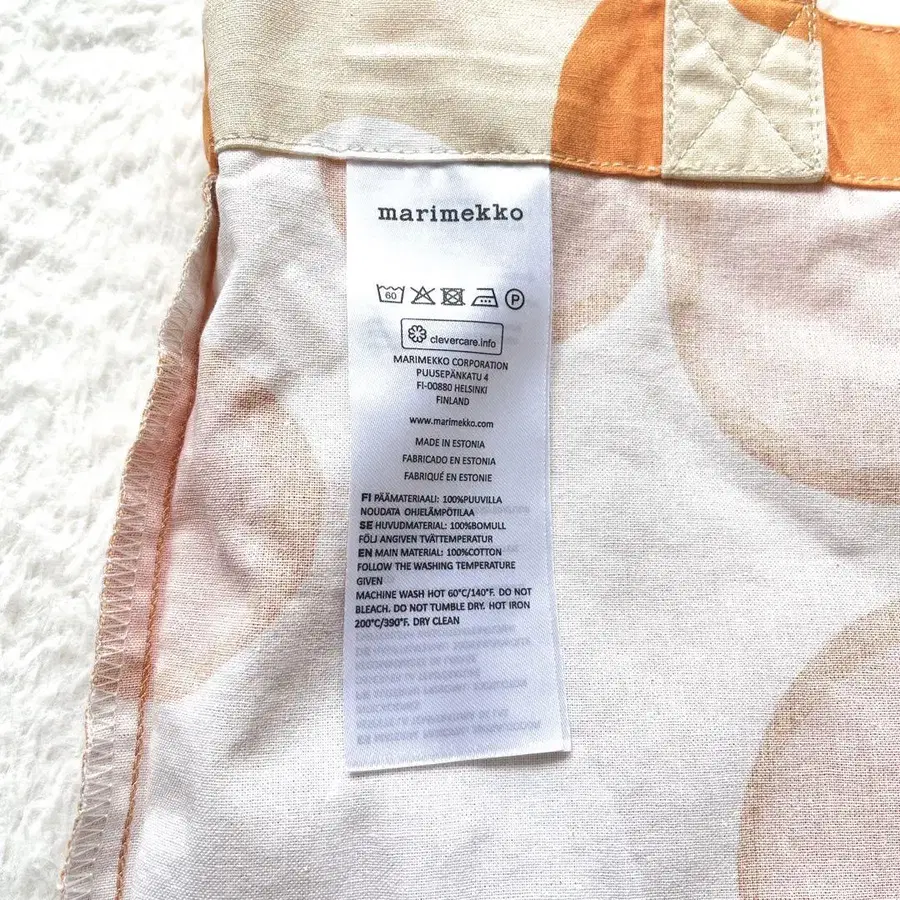 marimekko
60
P
clevercare.info
MARIMEKKO CORPORATION
PUUSEPÄNKATU 4
FI-00880 HELSINKI
FINLAND
www.marimekko.com
MADE IN ESTONIA
FABRICADO EN ESTONIA
FABRIQUÉ EN ESTONIE
FI PÄÄMATERIAALI: 100%PUUVILLA
NOUDATA OHJELÄMPÖTILAA
SE HUVUDMATERIAL: 100%BOMULL
FÖLJ ANGIVEN TVÄTTEMPERATUR
EN MAIN MATERIAL: 100%COTTON
FOLLOW THE WASHING TEMPERATURE
GIVEN
MACHINE WASH HOT 60°C/140°F. DO NOT
BLEACH. DO NOT TUMBLE DRY. HOT IRON
200°C/390°F. DRY CLEAN